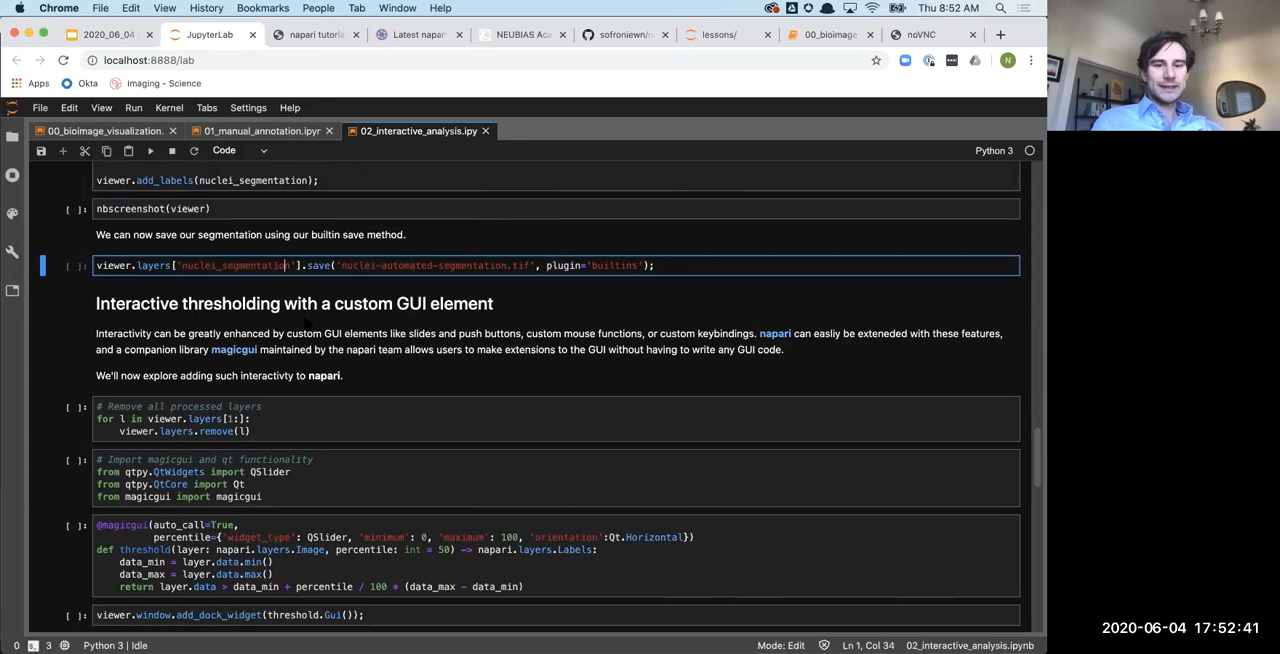 Chrome File Edit View History Bookmarks People Tab Window Help Thu 8:52 AM
2020_06_04 JupyterLab napari tutoria Latest napari NEUBIAS Aca sofroniewn/n lessons/ 00_bioimage noVNC
localhost:8888/lab N
Apps Okta Imaging - Science
File Edit View Run Kernel Tabs Settings Help
00_bioimage_visualization. 01_manual_annotation.ipyr 02_interactive_analysis.ipy
Code Python 3
viewer.add_labels(nuclei_segmentation);
[ ]: nbscreenshot(viewer)
We can now save our segmentation using our builtin save method.
[ ]: viewer.layers['nuclei_segmentation'].save('nuclei-automated-segmentation.tif', plugin='builtins');
Interactive thresholding with a custom GUI element
Interactivity can be greatly enhanced by custom GUI elements like slides and push buttons, custom mouse functions, or custom keybindings. napari can easliy be exteneded with these features,
and a companion library magicgui maintained by the napari team allows users to make extensions to the GUI without having to write any GUI code.
We'll now explore adding such interactivty to napari.
[ ]: # Remove all processed layers
for l in viewer.layers[1:]:
viewer.layers.remove(l)
[ ]: # Import magicgui and qt functionality
from qtpy.QtWidgets import QSlider
from qtpy.QtCore import Qt
from magicgui import magicgui
[ ]: @magicgui(auto_call=True,
percentile={'widget_type': QSlider, 'minimum': 0, 'maximum': 100, 'orientation':Qt.Horizontal})
def threshold(layer: napari.layers.Image, percentile: int = 50) -> napari.layers.Labels:
data_min = layer.data.min()
data_max = layer.data.max()
return layer.data > data_min + percentile / 100 * (data_max - data_min)
[ ]: viewer.window.add_dock_widget(threshold.Gui());
2020-06-04 17:52:41
0 3 Python 3 | Idle Mode: Edit Ln 1, Col 34 02_interactive_analysis.ipynb